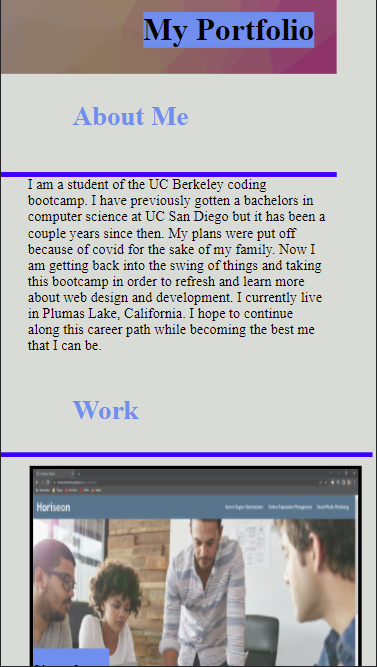 My Portfolio
About Me
I am a student of the UC Berkeley coding
bootcamp. I have previously gotten a bachelors in
computer science at UC San Diego but it has been a
couple years since then. My plans were put off
because of covid for the sake of my family. Now I
am getting back into the swing of things and taking
this bootcamp in order to refresh and learn more
about web design and development. I currently live
in Plumas Lake, California. I hope to continue
along this career path while becoming the best me
that I can be.
Work
Horiseon
Search Engine Optimization Online Reputation Management Social Media Marketing